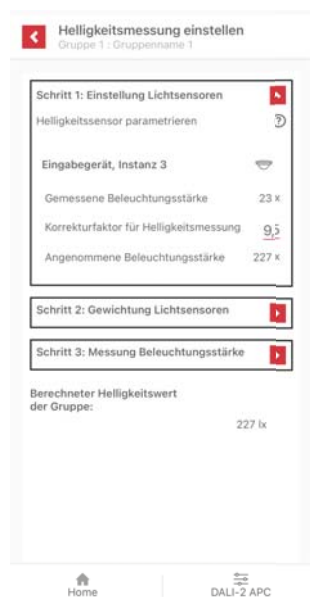 Helligkeitsmessung einstellen
Gruppe 1 : Gruppenname 1
Schritt 1: Einstellung Lichtsensoren
Helligkeitssensor parametrieren
Eingabegerät, Instanz 3
Gemessene Beleuchtungsstärke 23 x
Korrekturfaktor für Helligkeitsmessung 9,5
Angenommene Beleuchtungsstärke 227 x
Schritt 2: Gewichtung Lichtsensoren
Schritt 3: Messung Beleuchtungsstärke
Berechneter Helligkeitswert
der Gruppe:
227 lx
Home DALI-2 APC